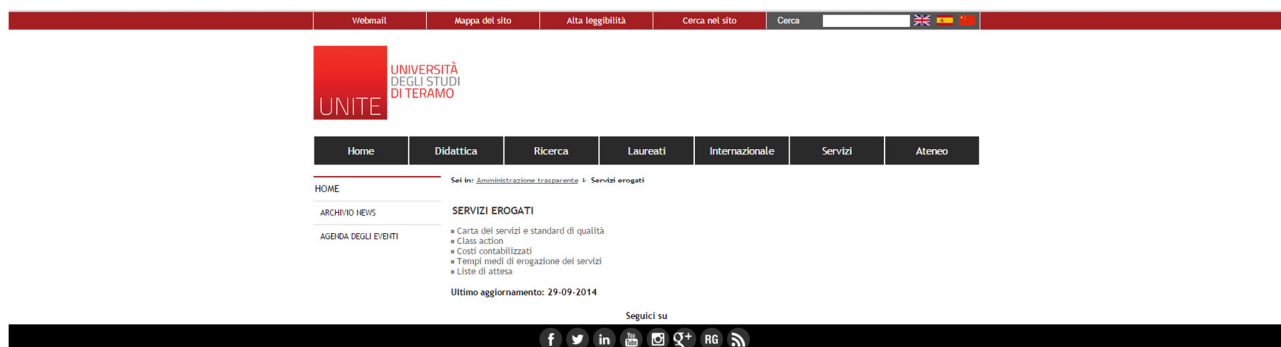 Webmail Mappa del sito Alta leggibilità Cerca nel sito Cerca
UNITE
UNIVERSITÀ
DEGLI STUDI
DI TERAMO
Home Didattica Ricerca Laureati Internazionale Servizi Ateneo
HOME
ARCHIVIO NEWS
AGENDA DEGLI EVENTI
Sei in: Amministrazione trasparente Servizi erogati
SERVIZI EROGATI
Carta dei servizi e standard di qualità
Class action
Costi contabilizzati
Tempi medi di erogazione dei servizi
Liste di attesa
Ultimo aggiornamento: 29-09-2014
Seguici su
f in You Tube g+ RG